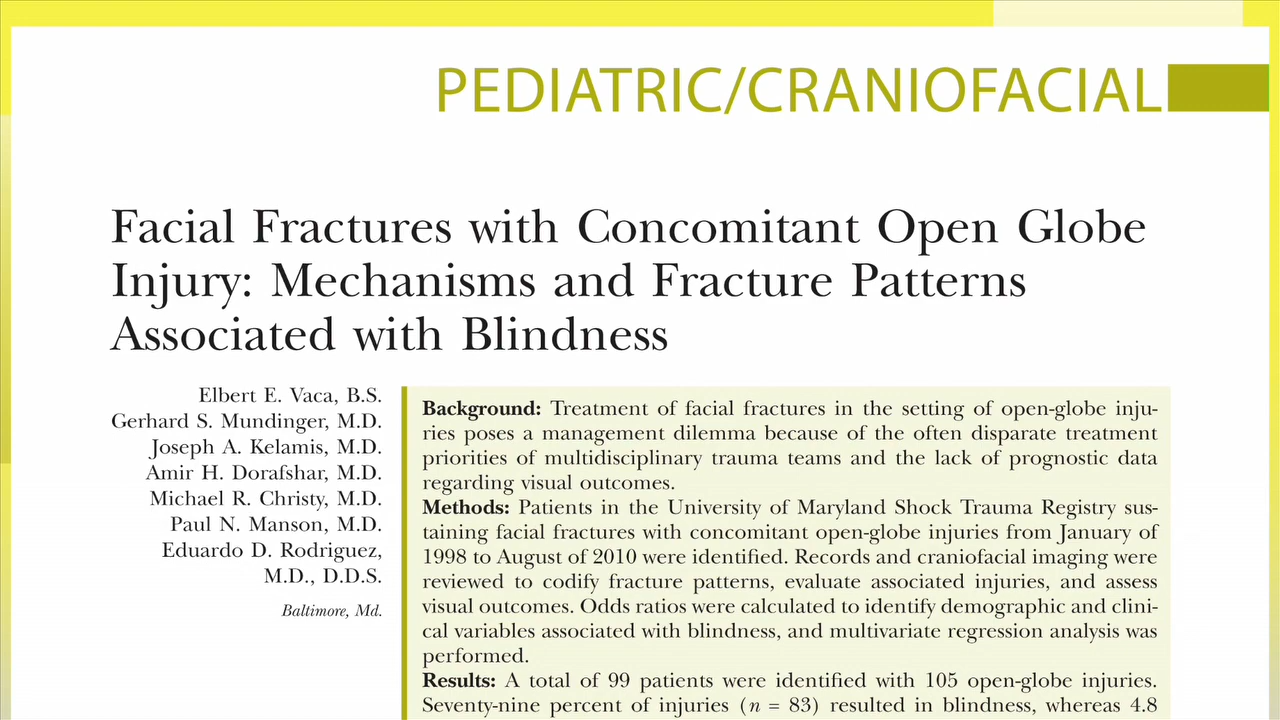 PEDIATRIC/CRANIOFACIAL
Facial Fractures with Concomitant Open Globe
Injury: Mechanisms and Fracture Patterns
Associated with Blindness
Elbert E. Vaca, B.S.
Gerhard S. Mundinger, M.D.
Joseph A. Kelamis, M.D.
Amir H. Dorafshar, M.D.
Michael R. Christy, M.D.
Paul N. Manson, M.D.
Eduardo D. Rodriguez,
M.D., D.D.S.
Baltimore, Md.
Background: Treatment of facial fractures in the setting of open-globe inju-
ries poses a management dilemma because of the often disparate treatment
priorities of multidisciplinary trauma teams and the lack of prognostic data
regarding visual outcomes.
Methods: Patients in the University of Maryland Shock Trauma Registry sus-
taining facial fractures with concomitant open-globe injuries from January of
1998 to August of 2010 were identified. Records and craniofacial imaging were
reviewed to codify fracture patterns, evaluate associated injuries, and assess
visual outcomes. Odds ratios were calculated to identify demographic and clini-
cal variables associated with blindness, and multivariate regression analysis was
performed.
Results: A total of 99 patients were identified with 105 open-globe injuries.
Seventy-nine percent of injuries (n = 83) resulted in blindness, whereas 4.8